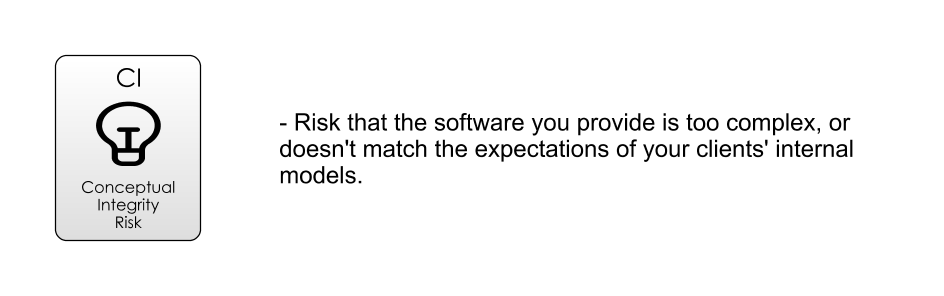 CI
Conceptual
Integrity
Risk
- Risk that the software you provide is too complex, or
doesn't match the expectations of your clients' internal
models.